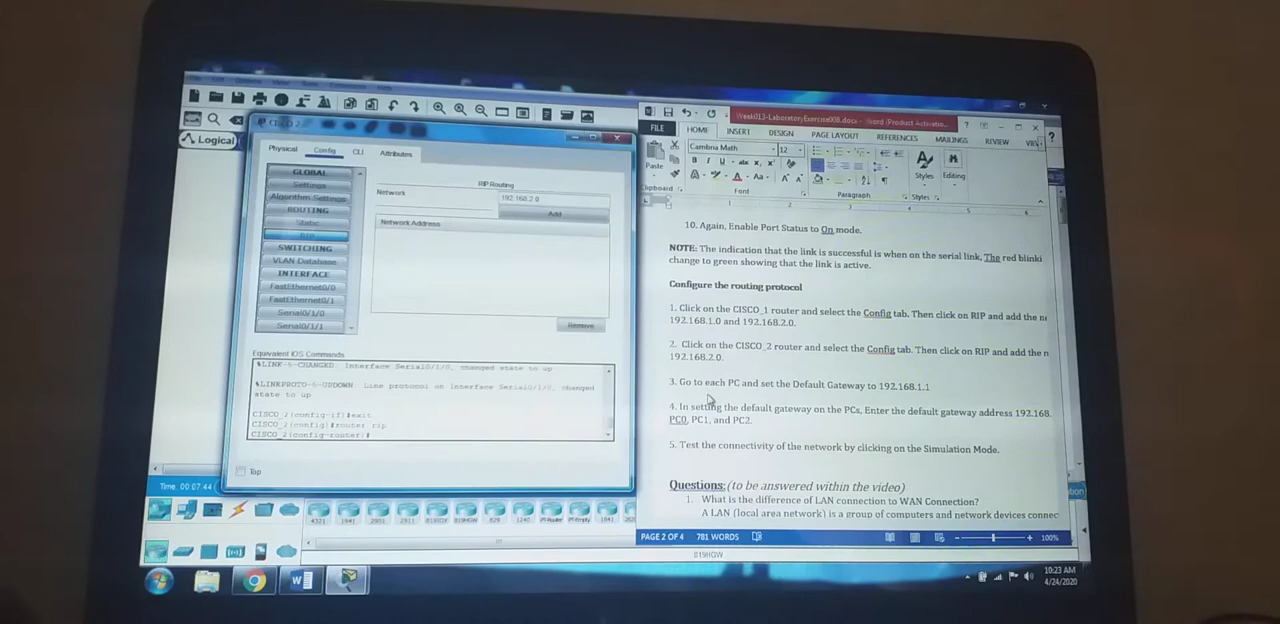 Logical
CISCO 2
Physical
Config
CLI
Attributes
GLOBAL
Settings
Algorithm Settings
ROUTING
Static
RIP
SWITCHING
VLAN Database
INTERFACE
FastEthernet0/0
FastEthernet0/1
Serial0/1/0
Serial0/1/1
RIP Routing
Network
192.168.2.0
Add
Network Address
Remove
Equivalent IOS Commands
%LINK-5-CHANGED: Interface Serial0/1/0, changed state to up
%LINEPROTO-5-UPDOWN: Line protocol on Interface Serial0/1/0, changed
state to up
CISCO_2(config-if)#exit
CISCO_2(config)#router rip
CISCO_2(config-router)#
Top
Time: 00:07:44
4321
1941
2901
2911
819HGW
829
1240
PT-Router
PT-Empty
1841
819HGW
Week013-LaboratoryExercise008.docx - Word (Product Activatio...
FILE
HOME
INSERT
DESIGN
PAGE LAYOUT
REFERENCES
MAILINGS
REVIEW
Paste
Clipboard
Cambria Math
12
Font
Paragraph
Styles
Styles
Editing
10. Again, Enable Port Status to On mode.
NOTE: The indication that the link is successful is when on the serial link, The red blinki
change to green showing that the link is active.
Configure the routing protocol
1. Click on the CISCO_1 router and select the Config tab. Then click on RIP and add the ne
192.168.1.0 and 192.168.2.0.
2. Click on the CISCO_2 router and select the Config tab. Then click on RIP and add the n
192.168.2.0.
3. Go to each PC and set the Default Gateway to 192.168.1.1
4. In setting the default gateway on the PCs, Enter the default gateway address 192.168.
PC0, PC1, and PC2.
5. Test the connectivity of the network by clicking on the Simulation Mode.
Questions: (to be answered within the video)
1. What is the difference of LAN connection to WAN Connection?
A LAN (local area network) is a group of computers and network devices connec
PAGE 2 OF 4
781 WORDS
100%
10:23 AM
4/24/2020